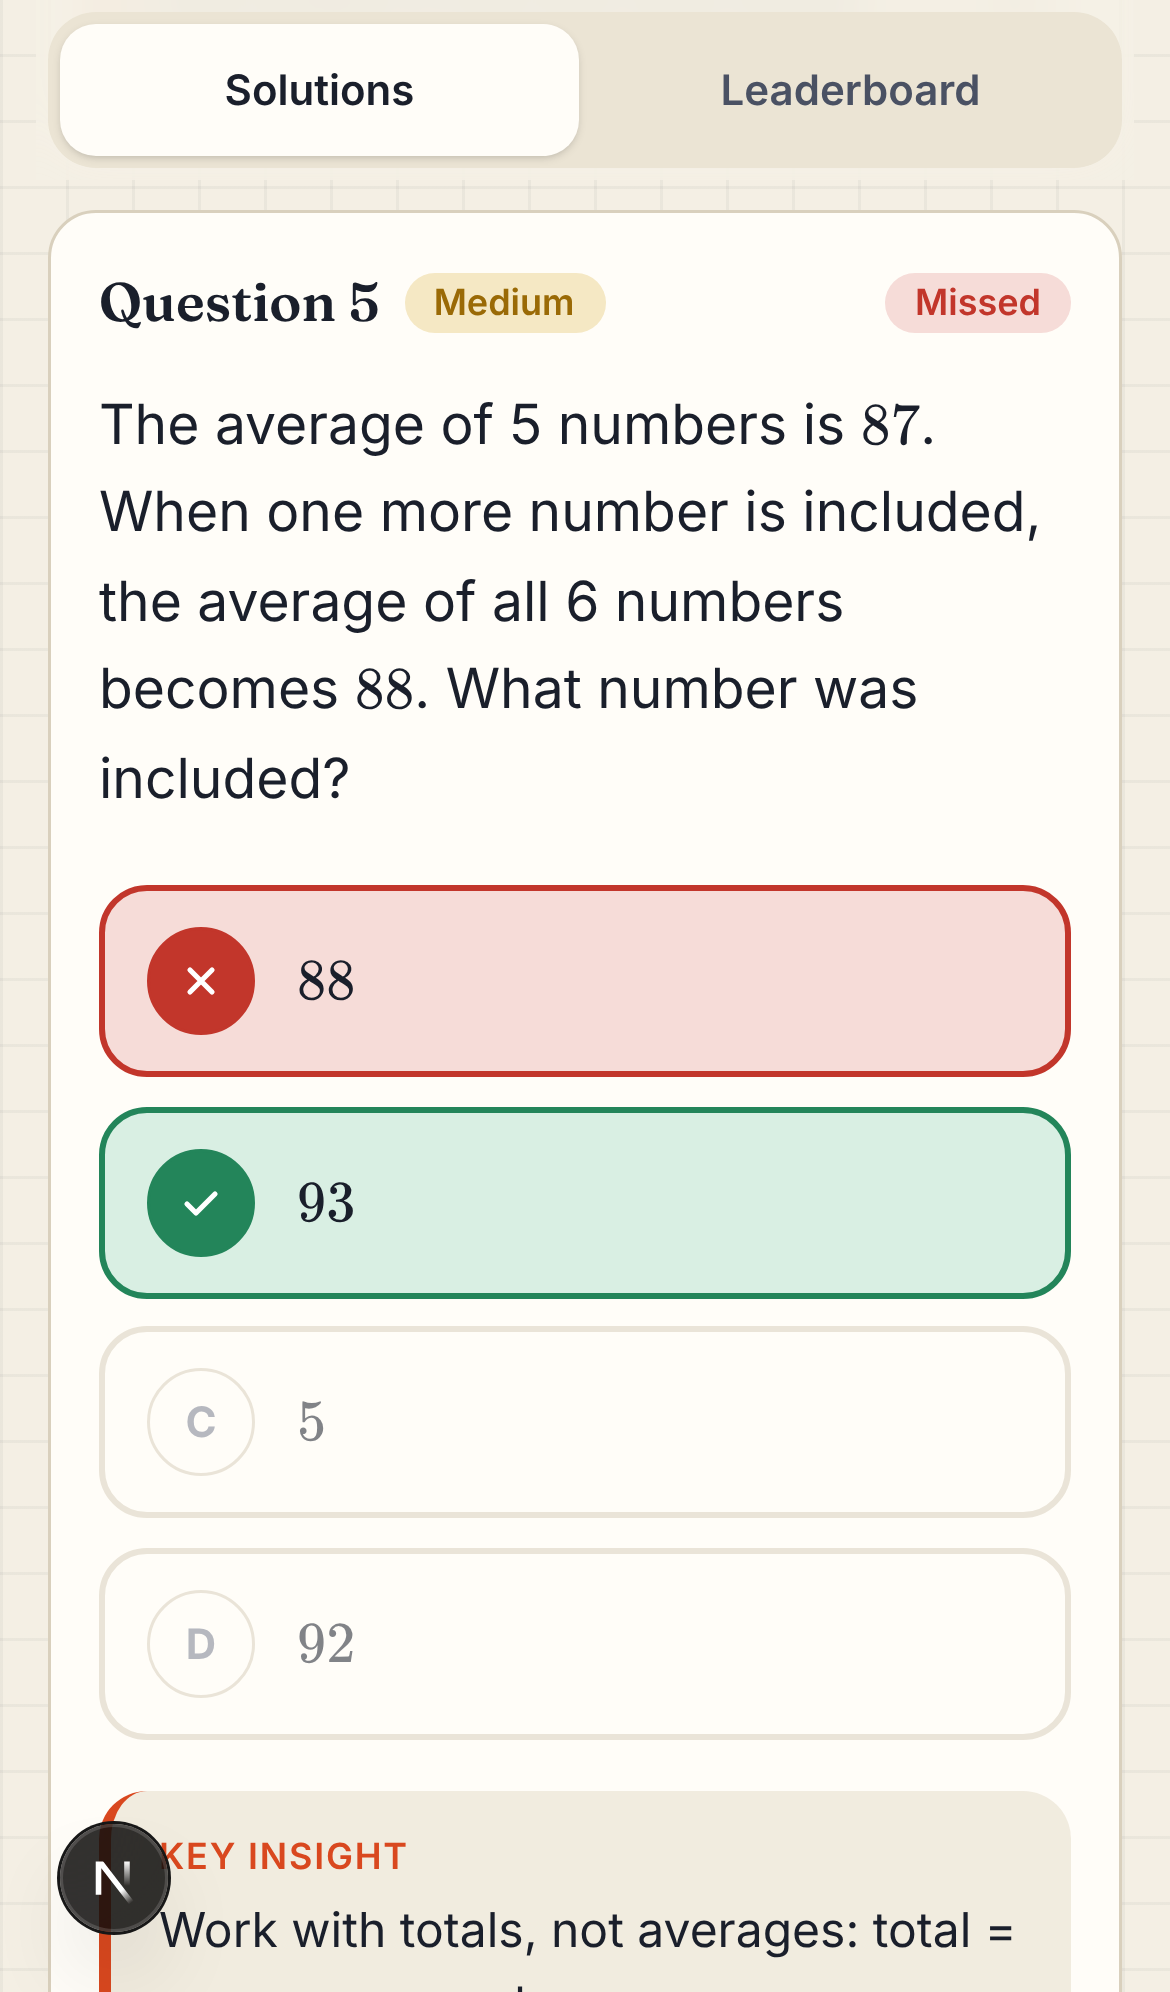 Solutions
Leaderboard
Question 5
Medium
Missed
The average of 5 numbers is 87.
When one more number is included,
the average of all 6 numbers
becomes 88. What number was
included?
88
93
C
5
D
92
KEY INSIGHT
N
Work with totals, not averages: total =